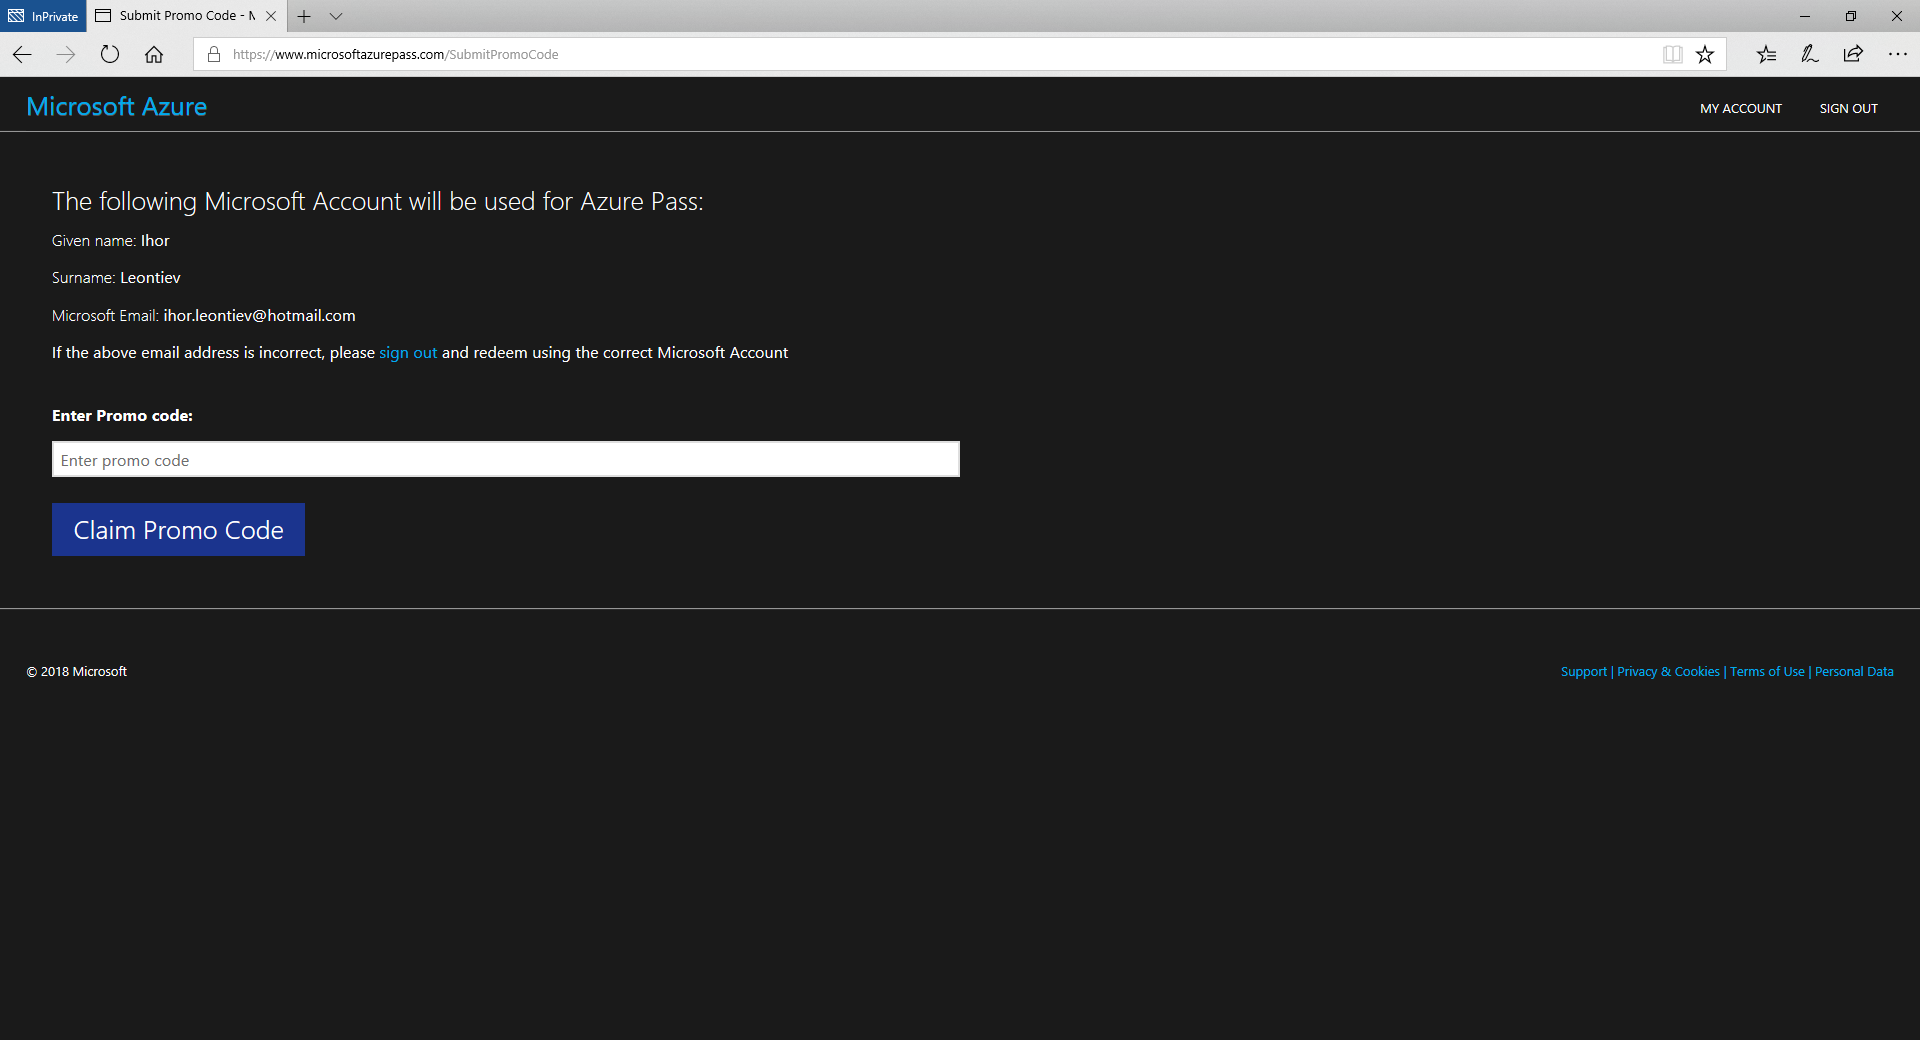 InPrivate
Submit Promo Code - M
https://www.microsoftazurepass.com/SubmitPromoCode
Microsoft Azure
MY ACCOUNT
SIGN OUT
The following Microsoft Account will be used for Azure Pass:
Given name: Ihor
Surname: Leontiev
Microsoft Email: ihor.leontiev@hotmail.com
If the above email address is incorrect, please sign out and redeem using the correct Microsoft Account
Enter Promo code:
Enter promo code
Claim Promo Code
© 2018 Microsoft
Support | Privacy & Cookies | Terms of Use | Personal Data